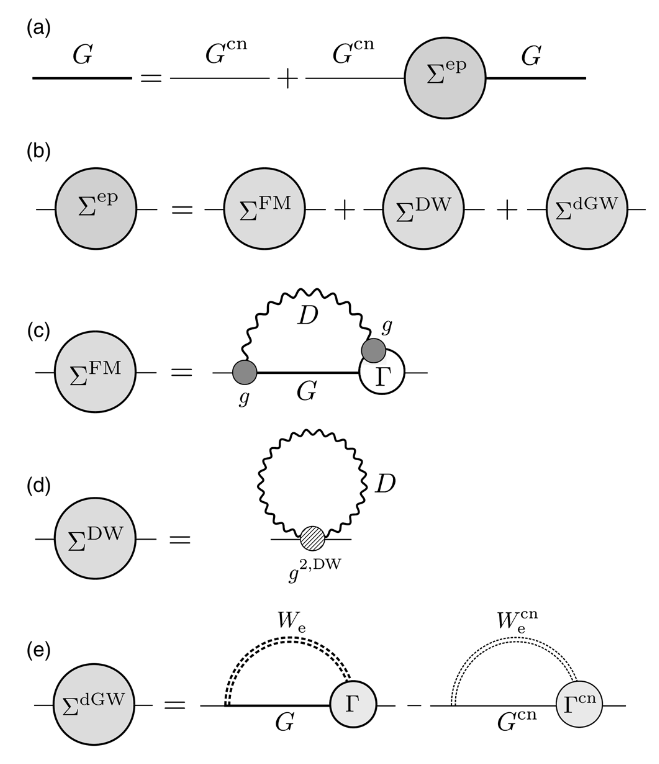 (a)
G = G^cn + G^cn Σ^ep G
(b)
Σ^ep = Σ^FM + Σ^DW + Σ^dGW
(c)
D
g
Σ^FM = Γ
g G
(d)
D
Σ^DW =
g^2,DW
(e)
W_e W_e^cn
Σ^dGW = Γ − Γ^cn
G G^cn